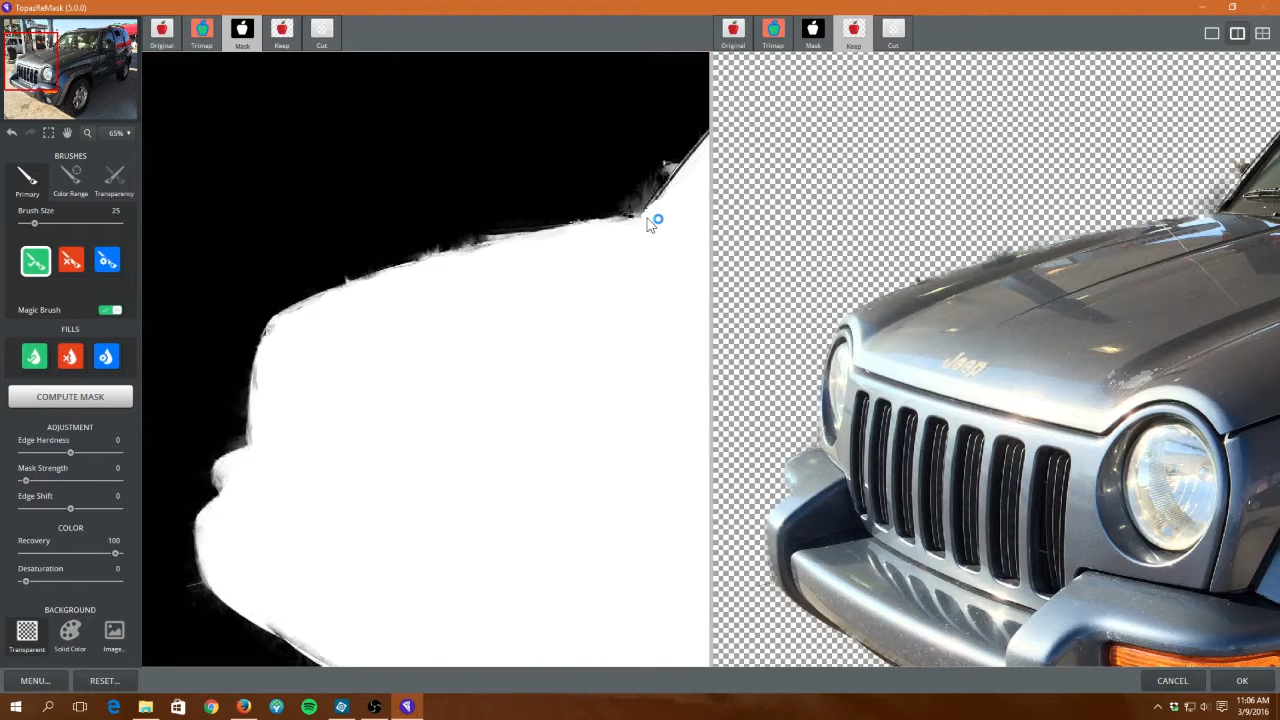 TopazReMask (5.0.0)
Original Trimap Mask Keep Cut
Original Trimap Mask Keep Cut
65%
BRUSHES
Primary Color Range Transparency
Brush Size 25
Magic Brush
FILLS
COMPUTE MASK
ADJUSTMENT
Edge Hardness 0
Mask Strength 0
Edge Shift 0
COLOR
Recovery 100
Desaturation 0
BACKGROUND
Transparent Solid Color Image...
MENU... RESET...
CANCEL OK
Jeep
11:06 AM
3/9/2016